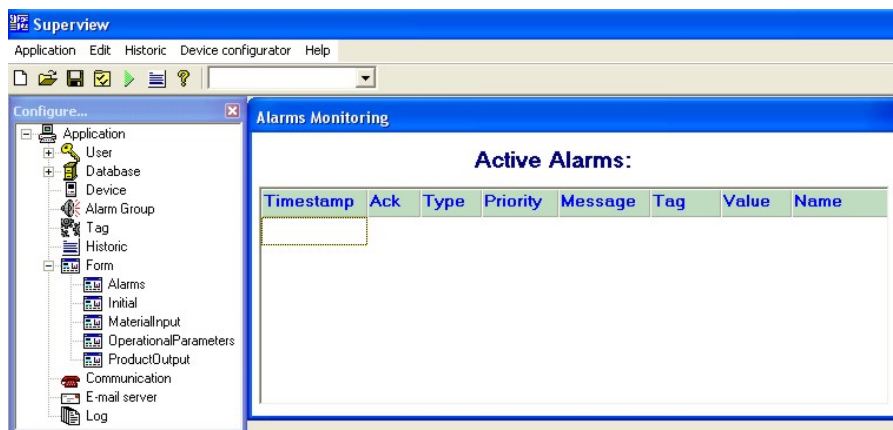 Superview
Application Edit Historic Device configurator Help
Configure...
Application
User
Database
Device
Alarm Group
Tag
Historic
Form
Alarms
Initial
MaterialInput
OperationalParameters
ProductOutput
Communication
E-mail server
Log
Alarms Monitoring
Active Alarms:
Timestamp Ack Type Priority Message Tag Value Name